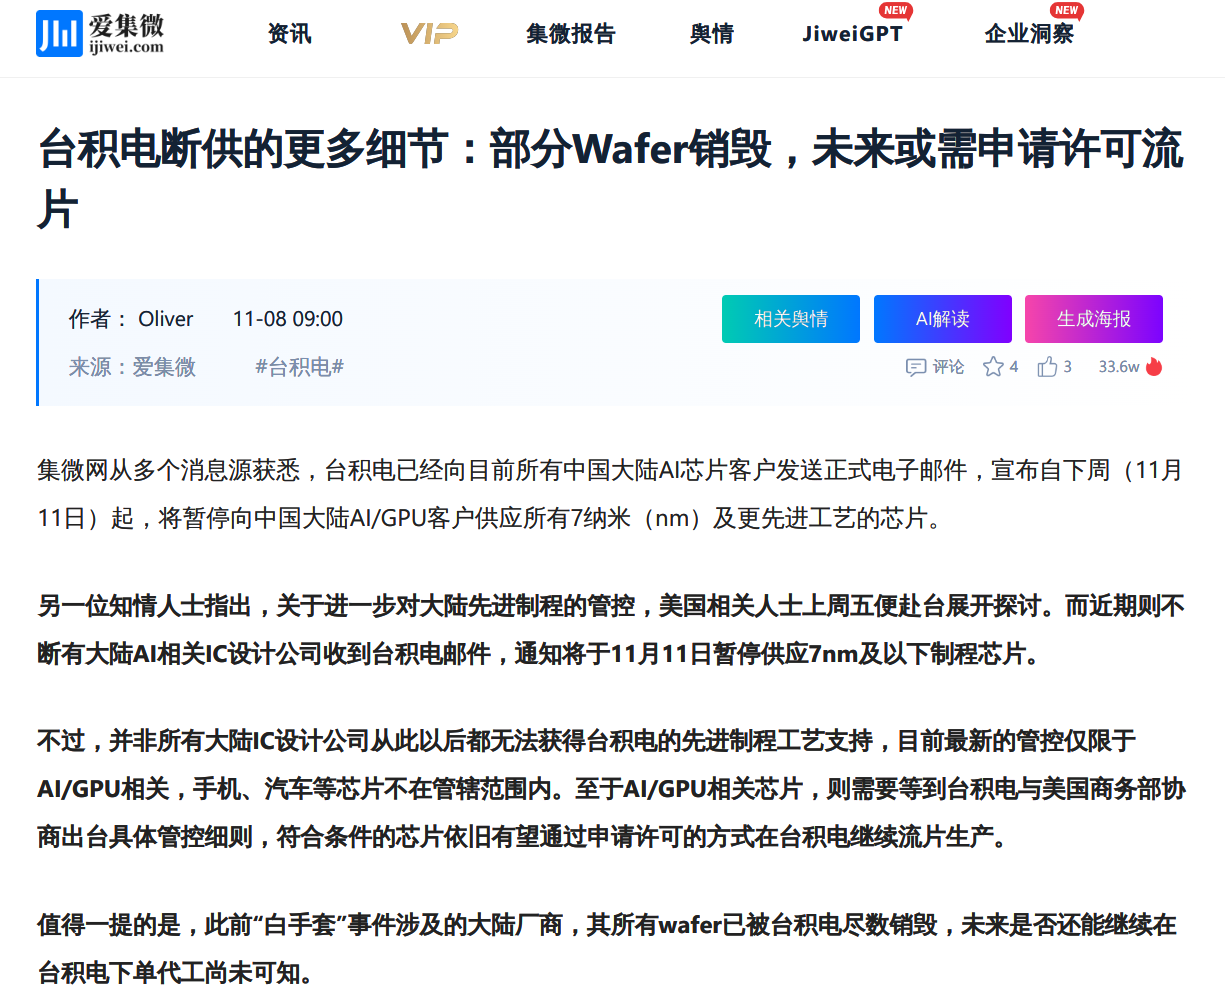 爱集微
ijiwei.com
资讯
VIP
集微报告
舆情
JiweiGPT
NEW
企业洞察
NEW
台积电断供的更多细节：部分Wafer销毁，未来或需申请许可流
片
作者： Oliver 11-08 09:00
相关舆情
AI解读
生成海报
来源：爱集微 #台积电#
评论 4 3 33.6w
集微网从多个消息源获悉，台积电已经向目前所有中国大陆AI芯片客户发送正式电子邮件，宣布自下周（11月
11日）起，将暂停向中国大陆AI/GPU客户供应所有7纳米（nm）及更先进工艺的芯片。
另一位知情人士指出，关于进一步对大陆先进制程的管控，美国相关人士上周五便赴台展开探讨。而近期则不
断有大陆AI相关IC设计公司收到台积电邮件，通知将于11月11日暂停供应7nm及以下制程芯片。
不过，并非所有大陆IC设计公司从此以后都无法获得台积电的先进制程工艺支持，目前最新的管控仅限于
AI/GPU相关，手机、汽车等芯片不在管辖范围内。至于AI/GPU相关芯片，则需要等到台积电与美国商务部协
商出台具体管控细则，符合条件的芯片依旧有望通过申请许可的方式在台积电继续流片生产。
值得一提的是，此前“白手套”事件涉及的大陆厂商，其所有wafer已被台积电尽数销毁，未来是否还能继续在
台积电下单代工尚未可知。